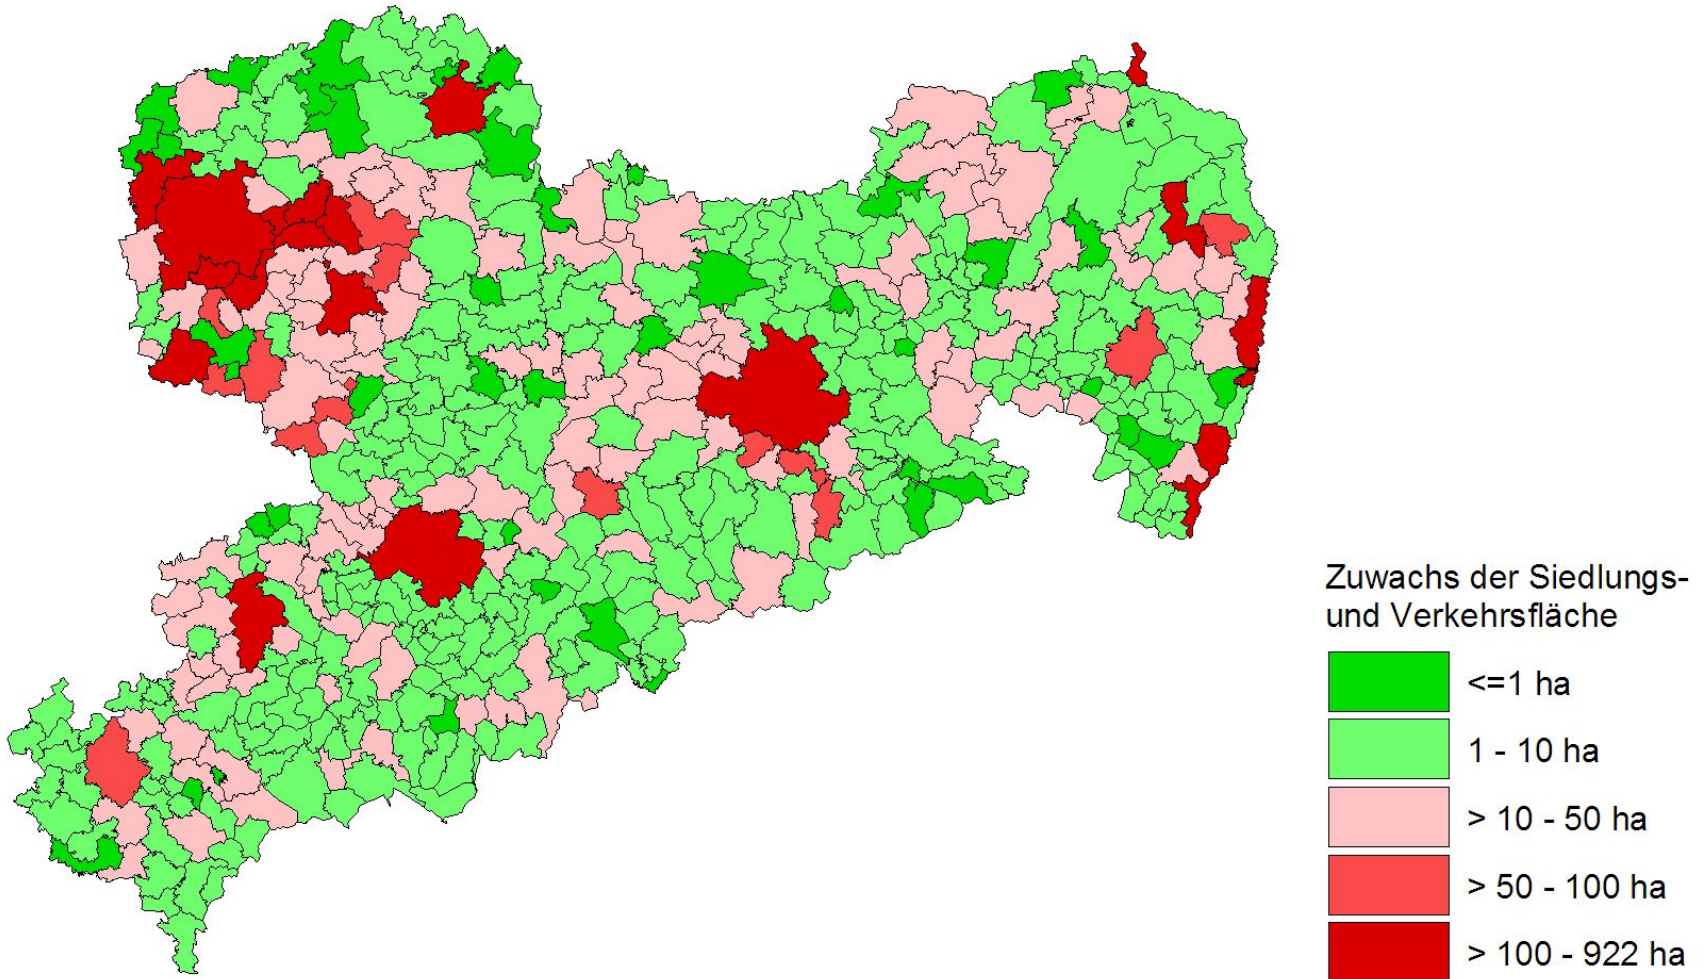 Zuwachs der Siedlungs-
und Verkehrsfläche
<=1 ha
1 - 10 ha
> 10 - 50 ha
> 50 - 100 ha
> 100 - 922 ha